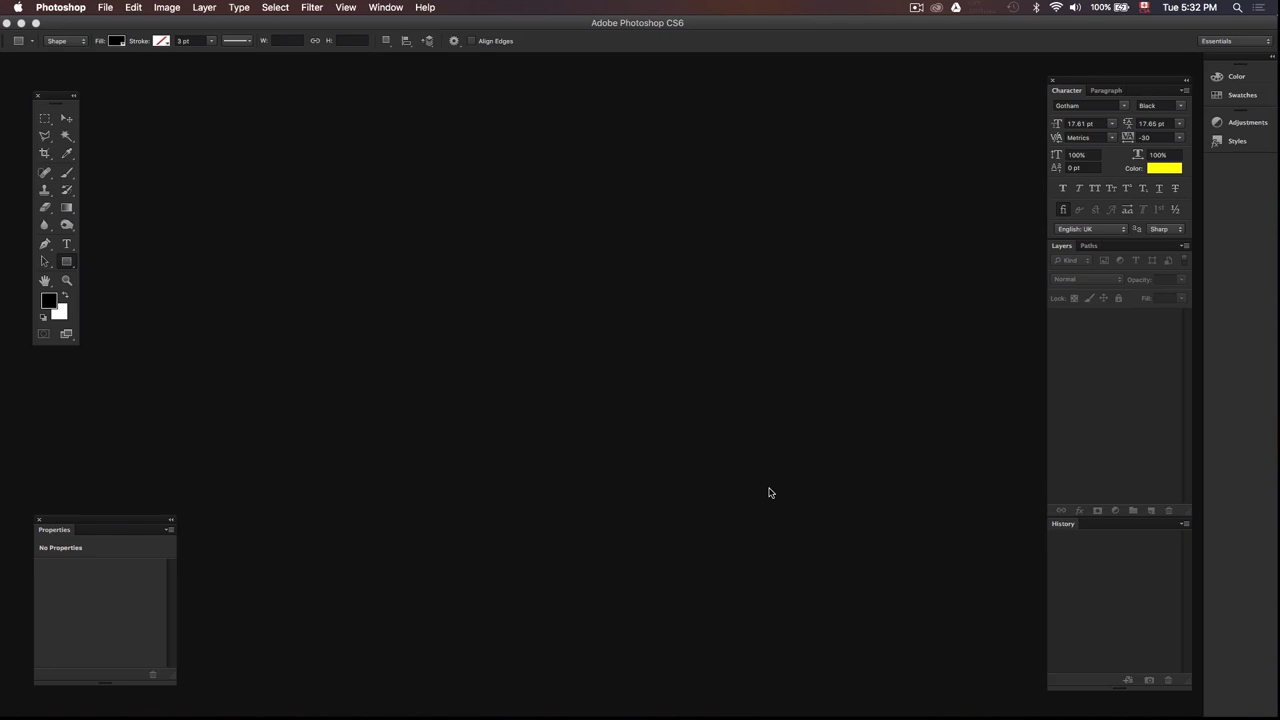 Photoshop File Edit Image Layer Type Select Filter View Window Help 100% Tue 5:32 PM
Adobe Photoshop CS6
Shape Fill: Stroke: 3 pt W: H: Align Edges Essentials
Color
Swatches
Adjustments
Styles
Character Paragraph
Gotham Black
17.61 pt 17.65 pt
Metrics -30
100% 100%
0 pt Color:
English: UK Sharp
Layers Paths
Kind
Normal Opacity:
Lock: Fill:
History
Properties
No Properties